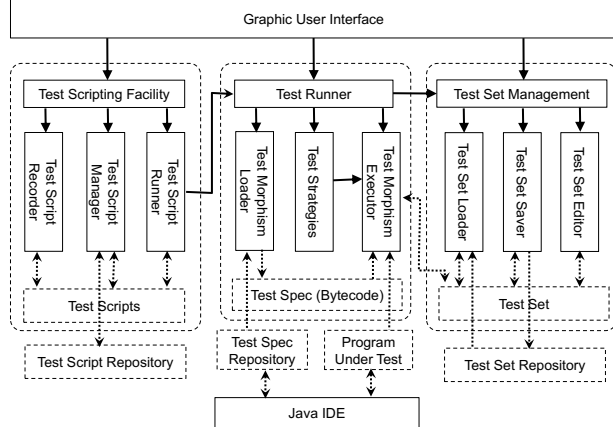 Graphic User Interface
Test Scripting Facility
Test Runner
Test Set Management
Test Script
Recorder
Test Script
Manager
Test Script
Runner
Test Morphism
Loader
Test Strategies
Test Morphism
Executor
Test Set Loader
Test Set Saver
Test Set Editor
Test Scripts
Test Spec (Bytecode)
Test Set
Test Script Repository
Test Spec
Repository
Program
Under Test
Test Set Repository
Java IDE